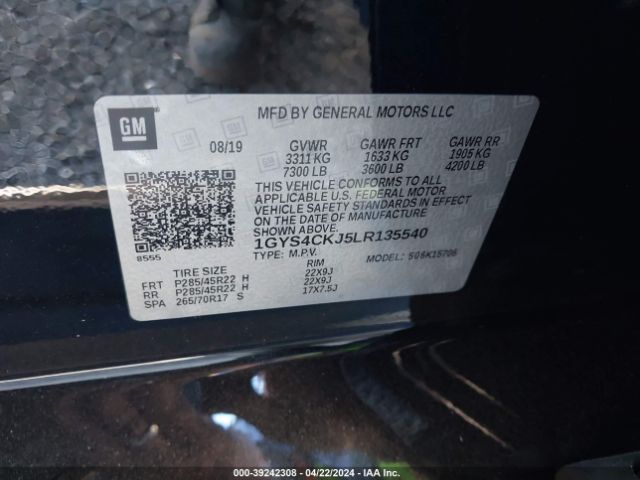 GM
MFD BY GENERAL MOTORS LLC
08/19 GVWR GAWR FRT GAWR RR
3311 KG 1633 KG 1905 KG
7300 LB 3600 LB 4200 LB
THIS VEHICLE CONFORMS TO ALL
APPLICABLE U.S. FEDERAL MOTOR
VEHICLE SAFETY STANDARDS IN EFFECT
ON THE DATE OF MANUFACTURE
SHOWN ABOVE.
1GYS4CKJ5LR135540
8555 TYPE: M.P.V. MODEL:
TIRE SIZE RIM
FRT P285/45R22 H 22X9J
RR P285/45R22 H 22X9J
SPA 265/70R17 S 17X7.5J
000-39242308 - 04/22/2024 - IAA Inc.